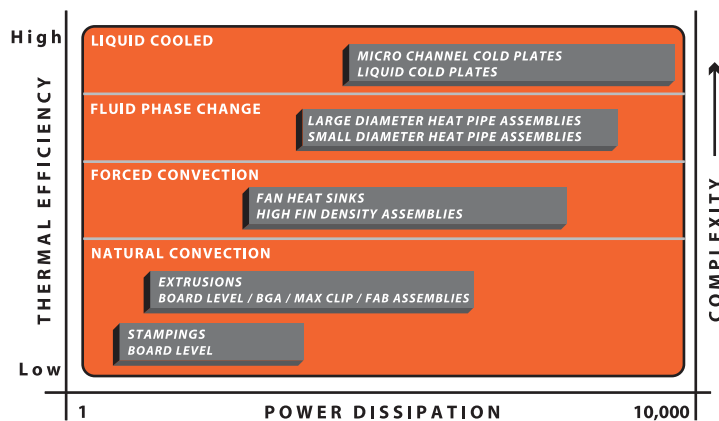 High
LIQUID COOLED
MICRO CHANNEL COLD PLATES
LIQUID COLD PLATES
FLUID PHASE CHANGE
LARGE DIAMETER HEAT PIPE ASSEMBLIES
SMALL DIAMETER HEAT PIPE ASSEMBLIES
FORCED CONVECTION
FAN HEAT SINKS
HIGH FIN DENSITY ASSEMBLIES
NATURAL CONVECTION
EXTRUSIONS
BOARD LEVEL / BGA / MAX CLIP / FAB ASSEMBLIES
STAMPINGS
BOARD LEVEL
Low
THERMAL EFFICIENCY
COMPLEXITY
1
POWER DISSIPATION
10,000